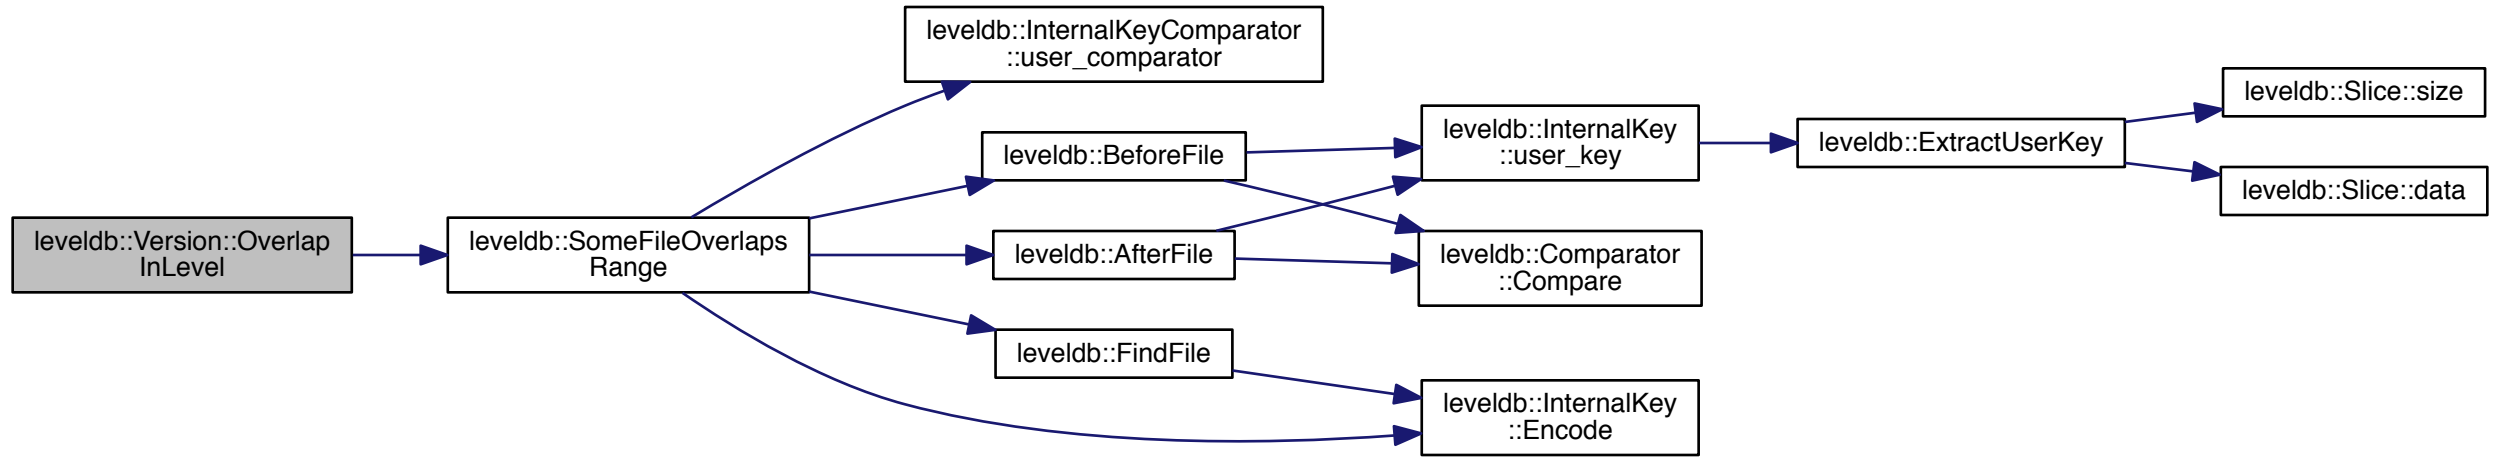 leveldb::Version::Overlap
InLevel
leveldb::SomeFileOverlaps
Range
leveldb::InternalKeyComparator
::user_comparator
leveldb::BeforeFile
leveldb::AfterFile
leveldb::FindFile
leveldb::InternalKey
::user_key
leveldb::Comparator
::Compare
leveldb::InternalKey
::Encode
leveldb::ExtractUserKey
leveldb::Slice::size
leveldb::Slice::data